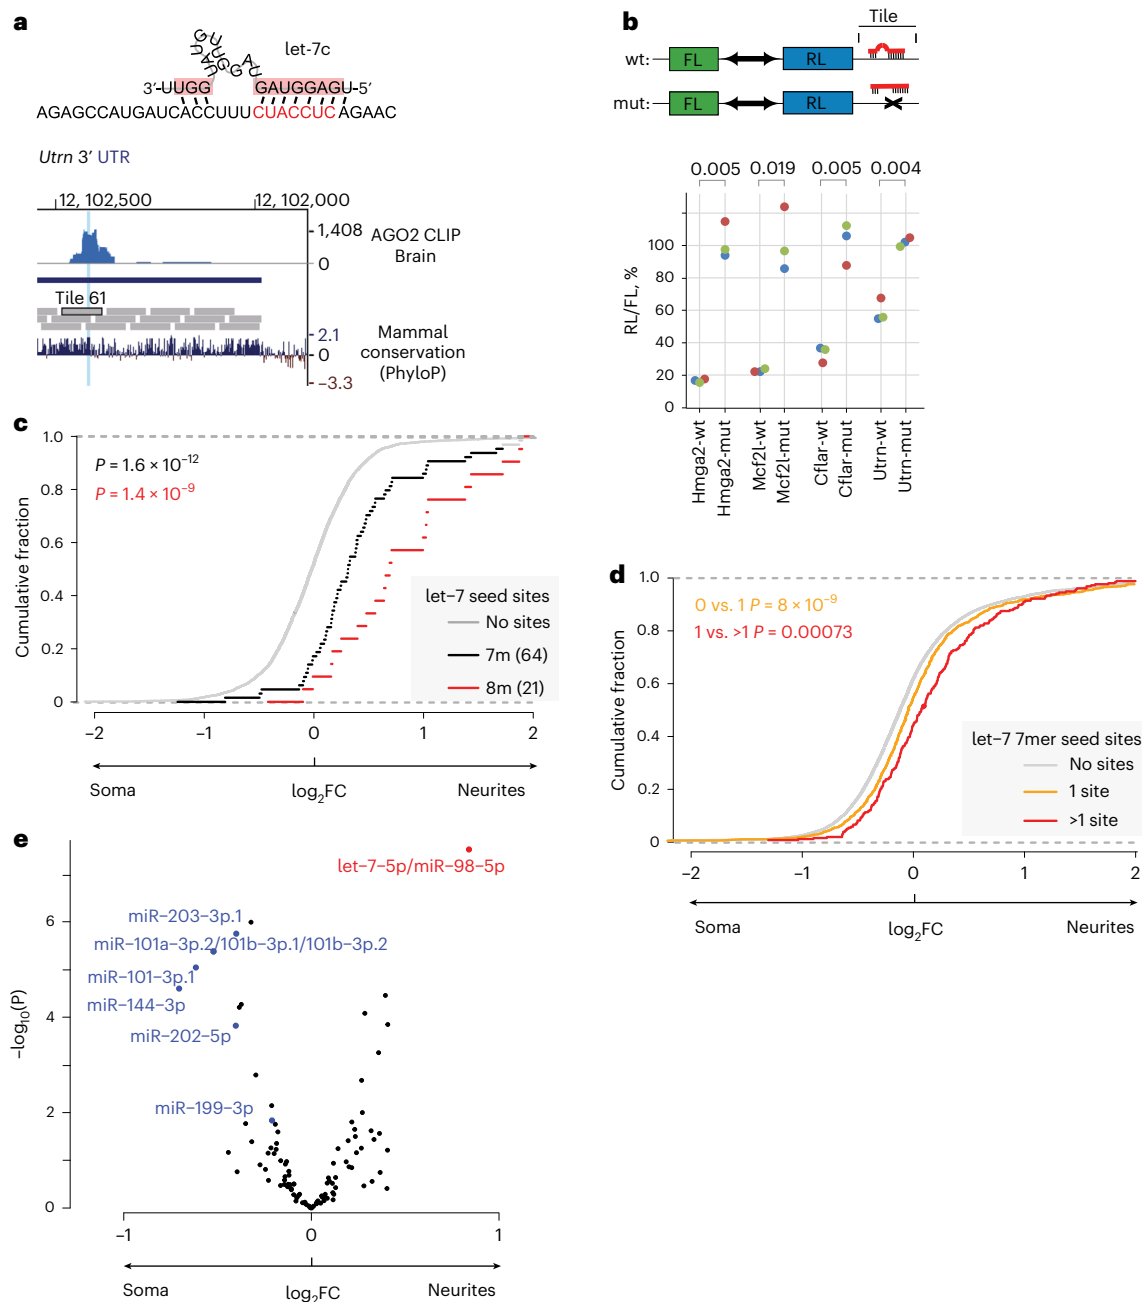 a
let-7c
GUUGGAU
UAU
3′-UUGG GAUGGAGU-5′
AGAGCCAUGAUCACCUUUCUACCUCAGAAC
Utrn 3′ UTR
12,102,500 12,102,000
1,408
0
AGO2 CLIP
Brain
Tile 61
2.1
0
−3.3
Mammal
conservation
(PhyloP)
b
Tile
wt: FL RL
mut: FL RL
0.005 0.019 0.005 0.004
RL/FL, %
100
80
60
40
20
0
Hmga2-wt
Hmga2-mut
Mcf2l-wt
Mcf2l-mut
Cflar-wt
Cflar-mut
Utrn-wt
Utrn-mut
c
P = 1.6 × 10−12
P = 1.4 × 10−9
Cumulative fraction
1.0
0.8
0.6
0.4
0.2
0
let−7 seed sites
No sites
7m (64)
8m (21)
−2 −1 0 1 2
Soma log2FC Neurites
d
0 vs. 1 P = 8 × 10−9
1 vs. >1 P = 0.00073
Cumulative fraction
1.0
0.8
0.6
0.4
0.2
0
let−7 7mer seed sites
No sites
1 site
>1 site
−2 −1 0 1 2
Soma log2FC Neurites
e
let−7−5p/miR−98−5p
miR−203−3p.1
miR−101a−3p.2/101b−3p.1/101b−3p.2
miR−101−3p.1
miR−144−3p
miR−202−5p
miR−199−3p
−log10(P)
6
4
2
0
−1 0 1
Soma log2FC Neurites